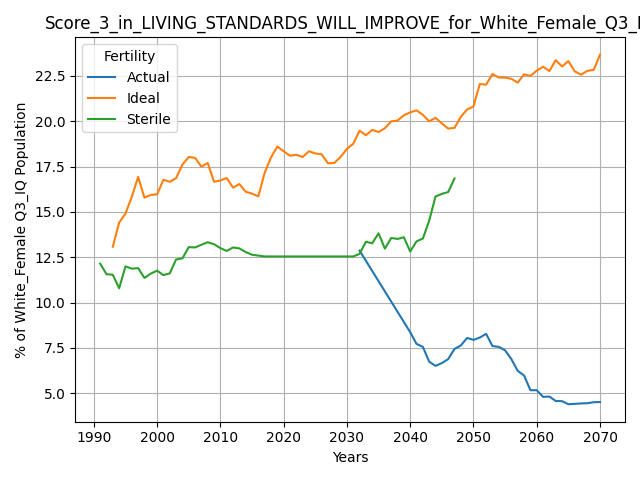 Score_3_in_LIVING_STANDARDS_WILL_IMPROVE_for_White_Female_Q3_I
Fertility
Actual
Ideal
Sterile
% of White_Female Q3_IQ Population
22.5
20.0
17.5
15.0
12.5
10.0
7.5
5.0
1990 2000 2010 2020 2030 2040 2050 2060 2070
Years